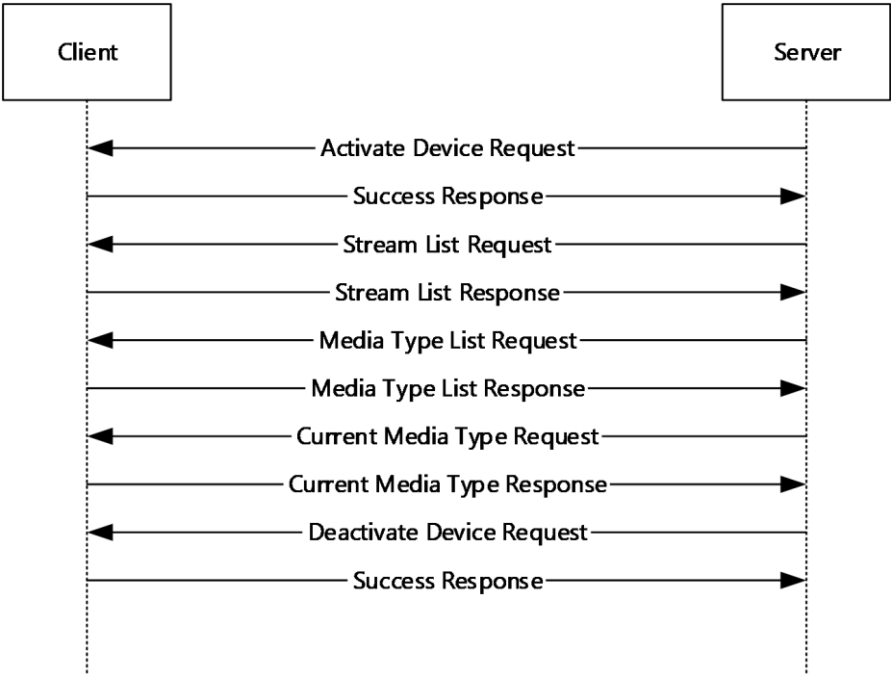 Client
Server
Activate Device Request
Success Response
Stream List Request
Stream List Response
Media Type List Request
Media Type List Response
Current Media Type Request
Current Media Type Response
Deactivate Device Request
Success Response